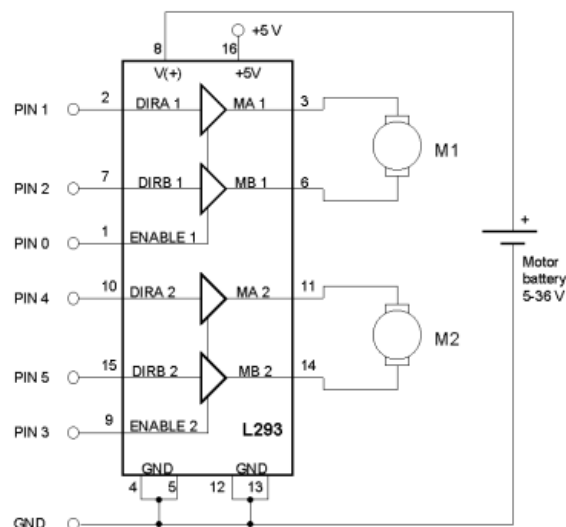 +5 V
8 16
V(+) +5V
PIN 1 2 DIRA 1 MA 1 3
M1
PIN 2 7 DIRB 1 MB 1 6
PIN 0 1 ENABLE 1
+
Motor
battery
5-36 V
PIN 4 10 DIRA 2 MA 2 11
M2
PIN 5 15 DIRB 2 MB 2 14
PIN 3 9 ENABLE 2
L293
GND GND
4 5 12 13
GND